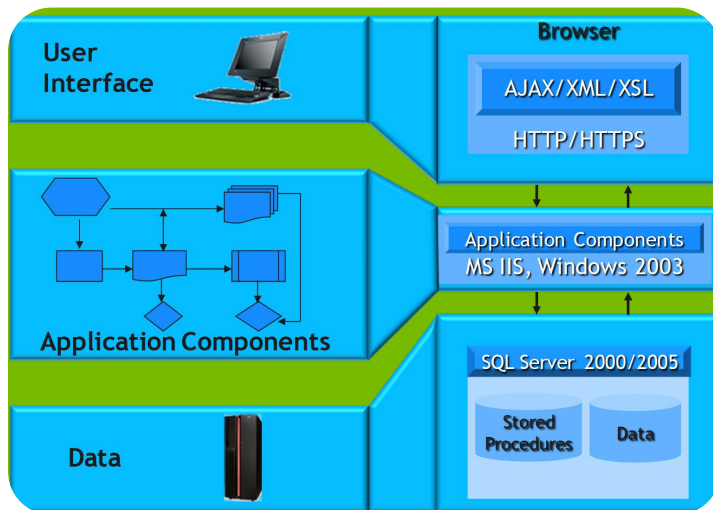 User
Interface
Browser
AJAX/XML/XSL
HTTP/HTTPS
Application Components
Application Components
MS IIS, Windows 2003
Data
SQL Server 2000/2005
Stored
Procedures
Data